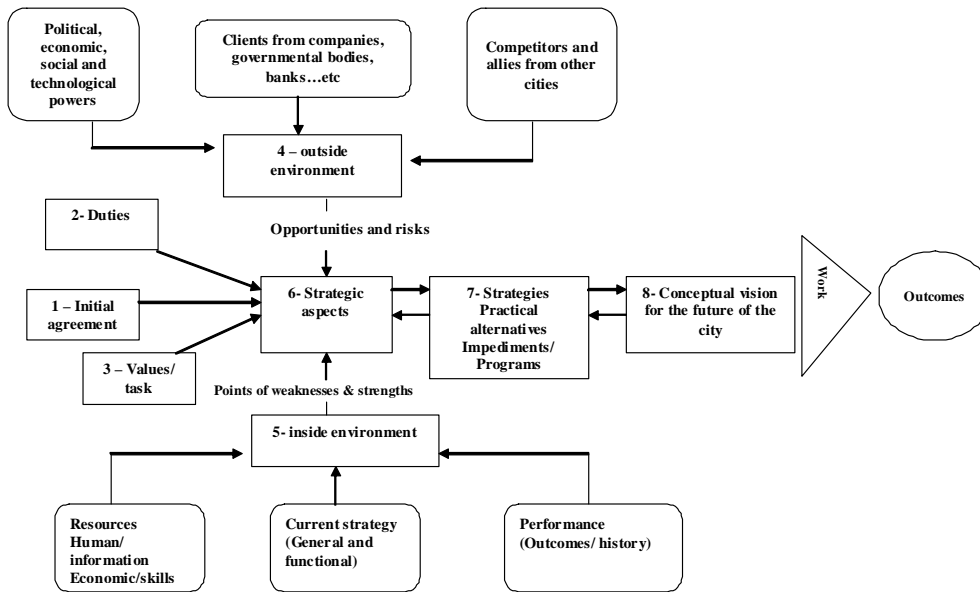 Political,
economic,
social and
technological
powers
Clients from companies,
governmental bodies,
banks…etc
Competitors and
allies from other
cities
4 – outside
environment
2- Duties
Opportunities and risks
1 – Initial
agreement
6- Strategic
aspects
7- Strategies
Practical
alternatives
Impediments/
Programs
8- Conceptual vision
for the future of the
city
Work
Outcomes
3 – Values/
task
Points of weaknesses & strengths
5- inside environment
Resources
Human/
information
Economic/skills
Current strategy
(General and
functional)
Performance
(Outcomes/ history)